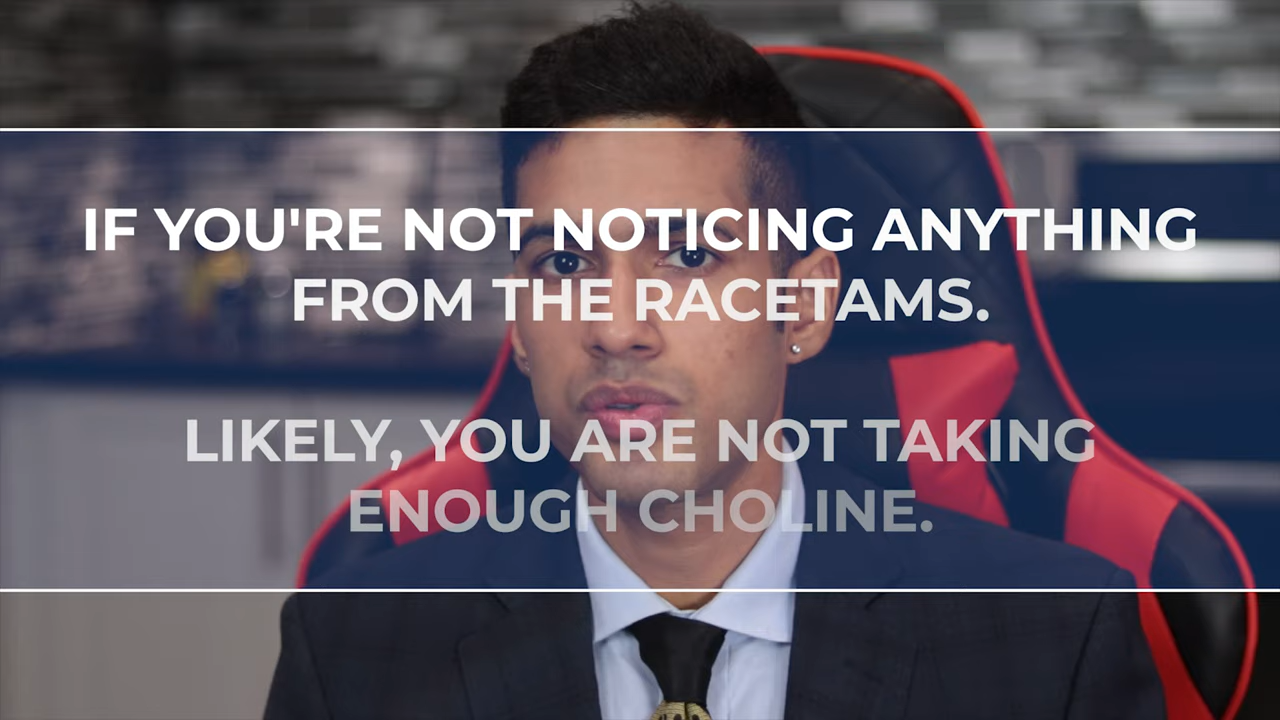 IF YOU'RE NOT NOTICING ANYTHING
FROM THE RACETAMS.
LIKELY, YOU ARE NOT TAKING
ENOUGH CHOLINE.